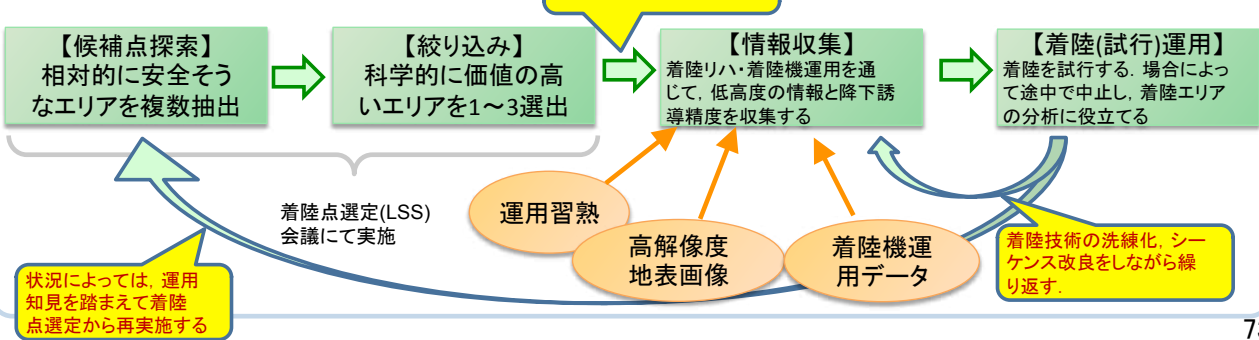 【候補点探索】
相対的に安全そう
なエリアを複数抽出
【絞り込み】
科学的に価値の高
いエリアを1～3選出
【情報収集】
着陸リハ・着陸機運用を通
じて，低高度の情報と降下誘
導精度を収集する
【着陸(試行)運用】
着陸を試行する．場合によっ
て途中で中止し，着陸エリア
の分析に役立てる
着陸点選定(LSS)
会議にて実施
運用習熟
高解像度
地表画像
着陸機運
用データ
着陸技術の洗練化，シー
ケンス改良をしながら繰
り返す．
状況によっては，運用
知見を踏まえて着陸
点選定から再実施する